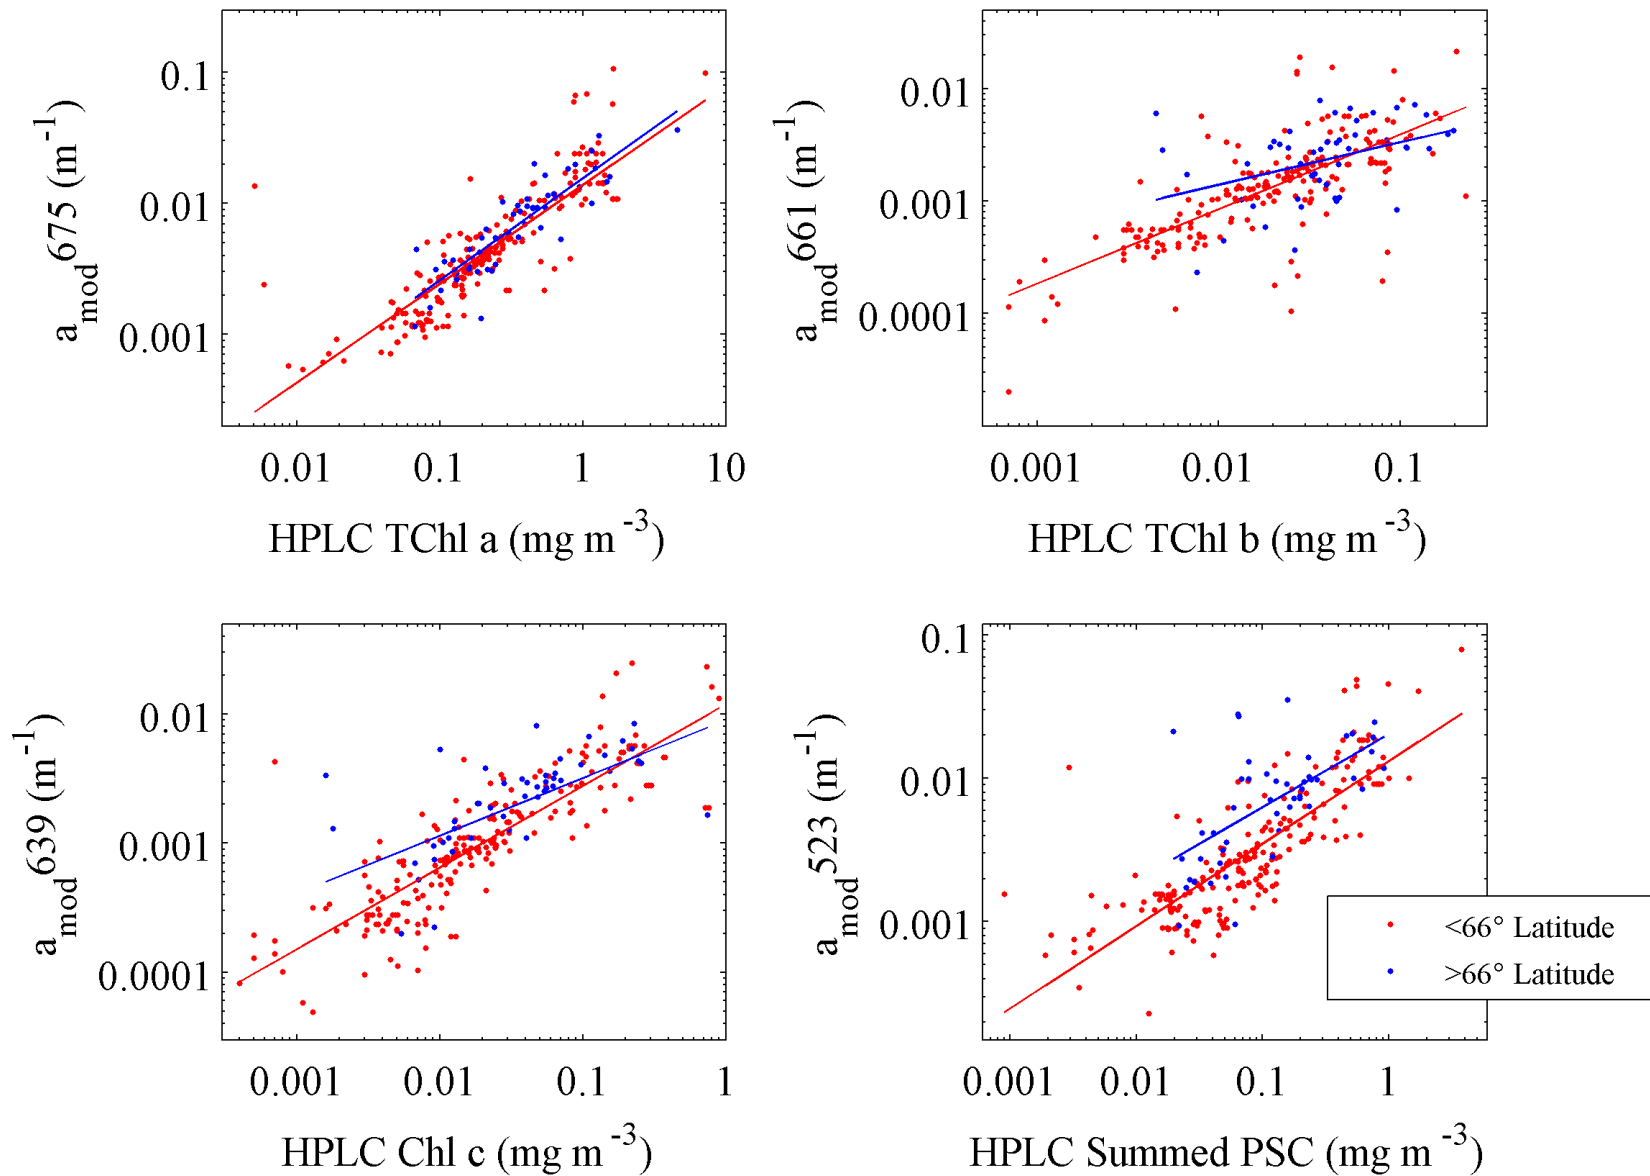 0.1
0.01
0.001
a_mod675 (m^-1)
0.01 0.1 1 10
HPLC TChl a (mg m^-3)
0.01
0.001
0.0001
a_mod661 (m^-1)
0.001 0.01 0.1
HPLC TChl b (mg m^-3)
0.01
0.001
0.0001
a_mod639 (m^-1)
0.001 0.01 0.1 1
HPLC Chl c (mg m^-3)
0.1
0.01
0.001
a_mod523 (m^-1)
0.001 0.01 0.1 1
HPLC Summed PSC (mg m^-3)
<66° Latitude
>66° Latitude